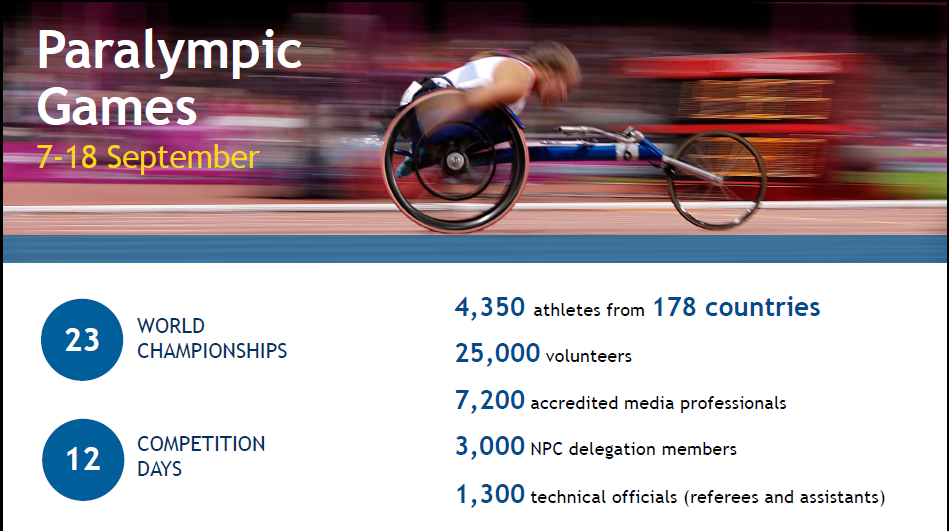 Paralympic
Games
7-18 September
6
23
WORLD
CHAMPIONSHIPS
12
COMPETITION
DAYS
4,350 athletes from 178 countries
25,000 volunteers
7,200 accredited media professionals
3,000 NPC delegation members
1,300 technical officials (referees and assistants)